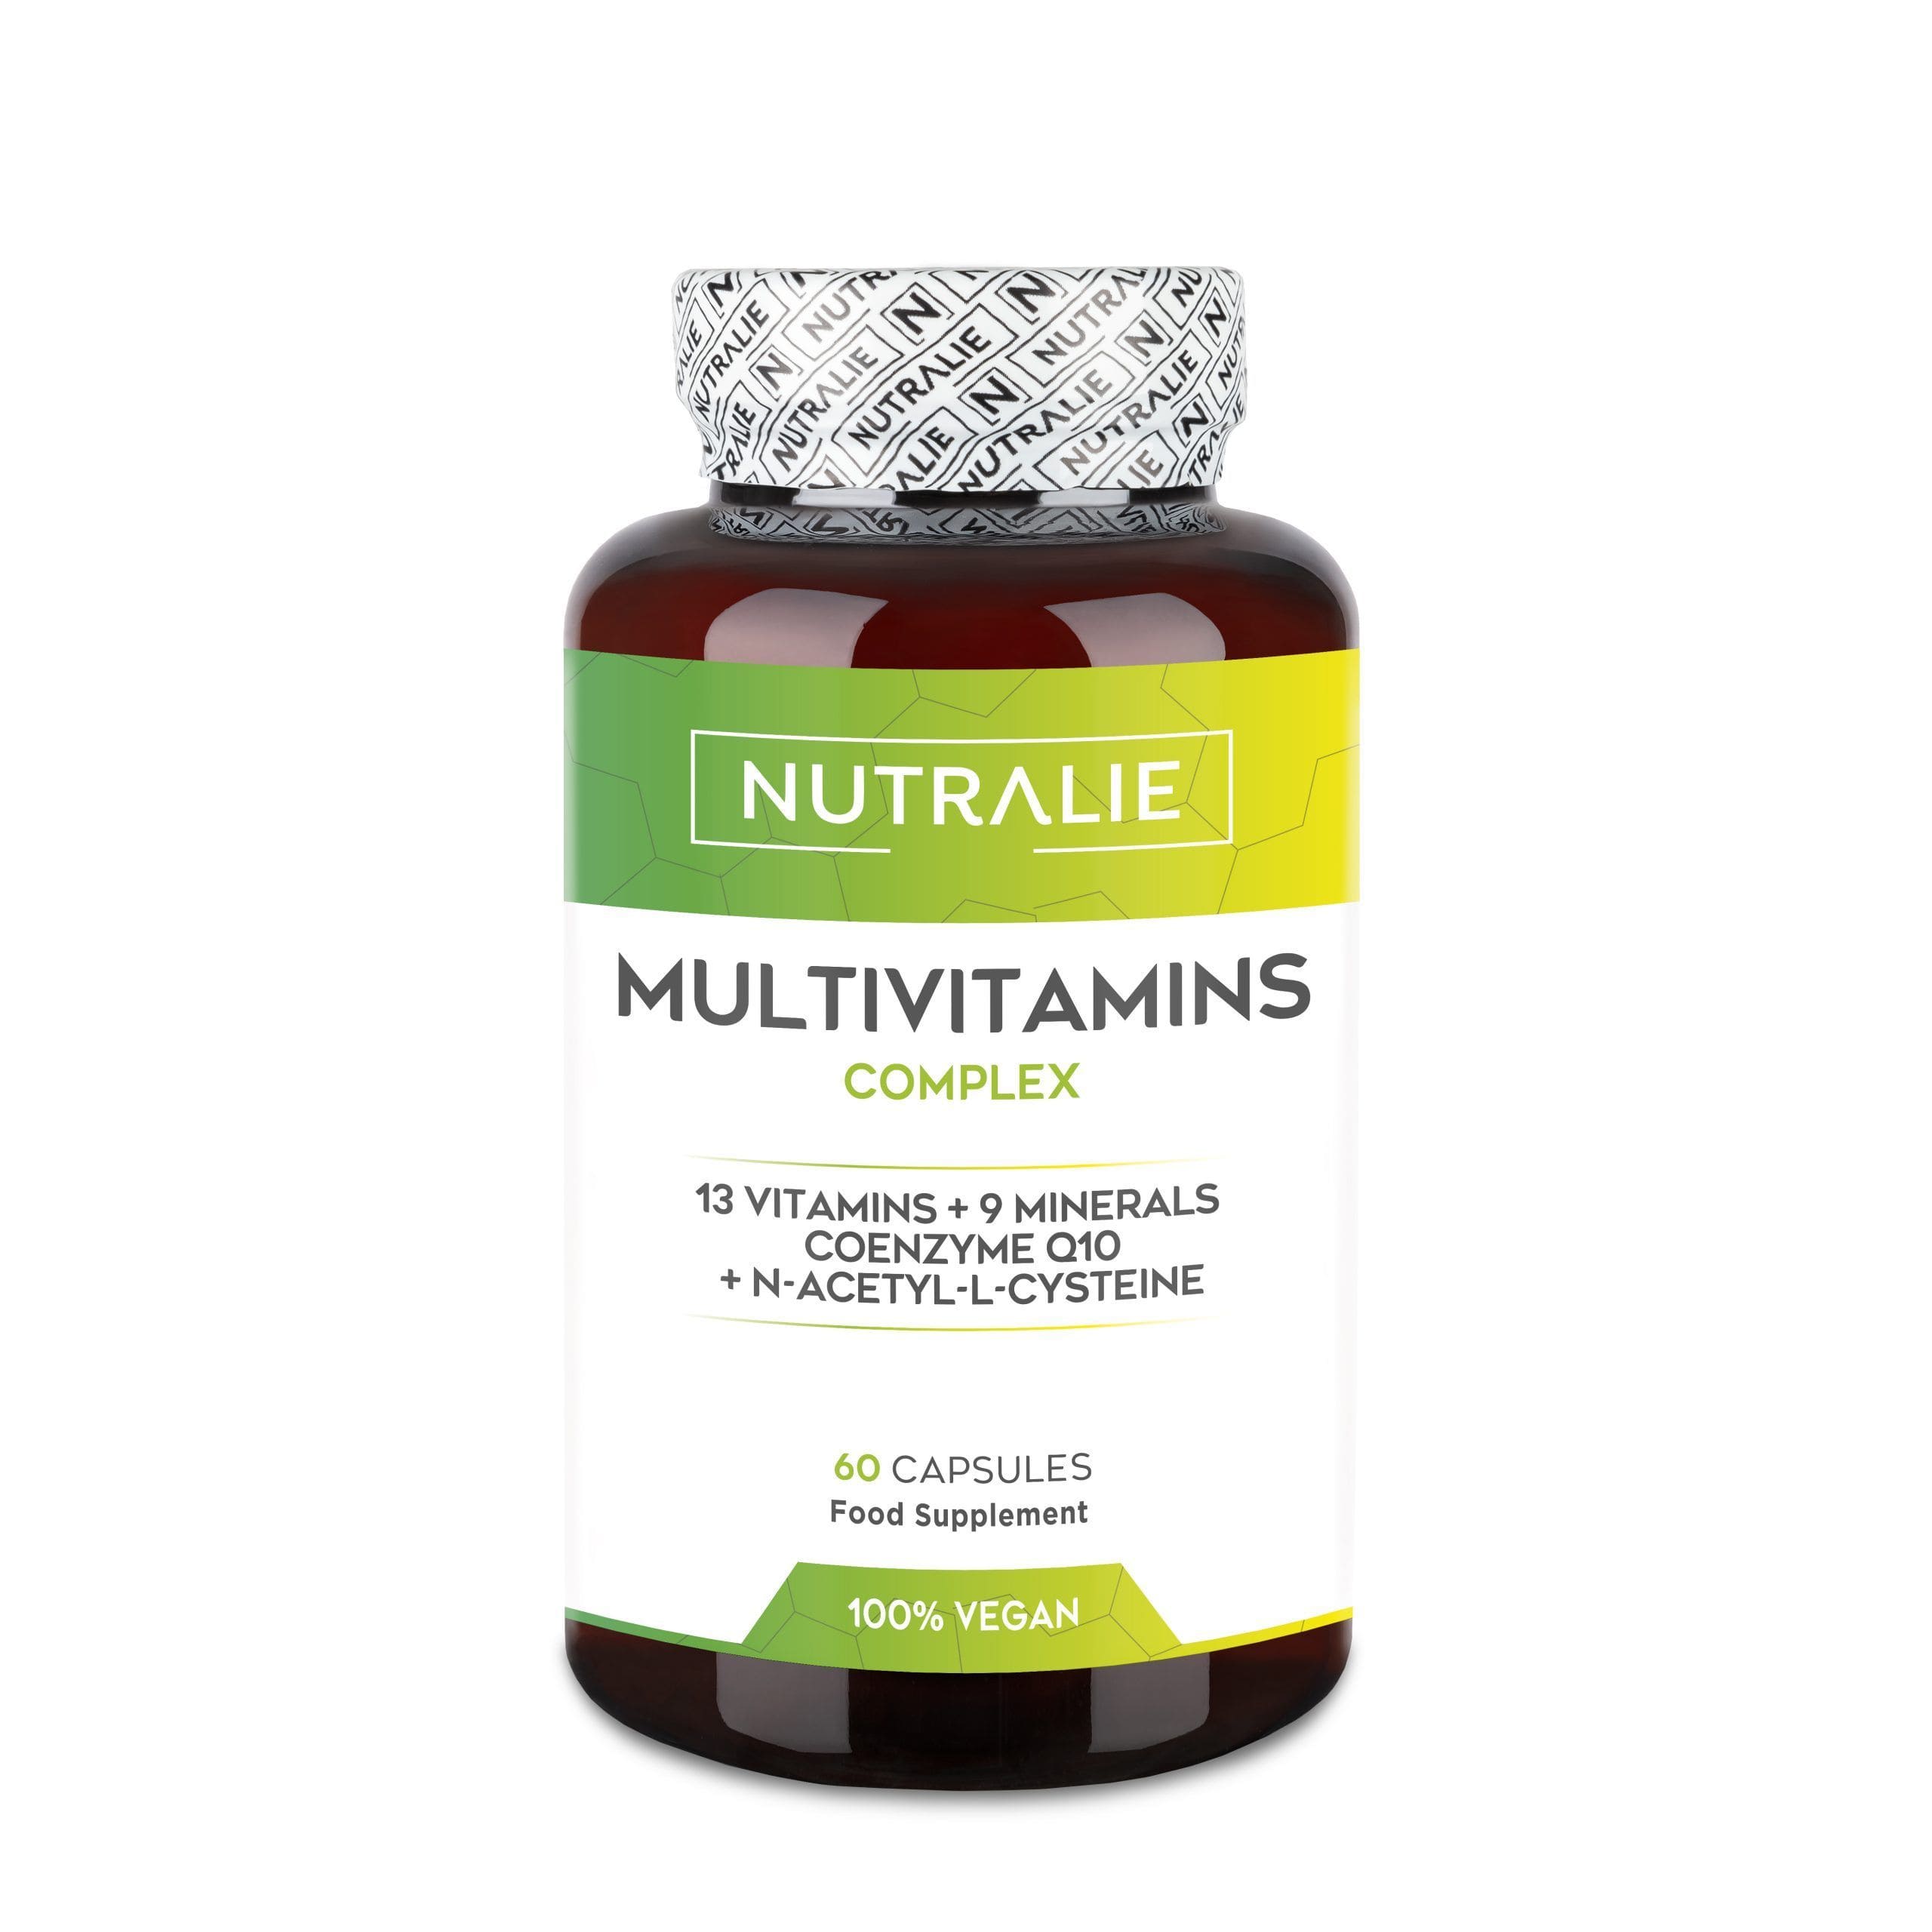 NUTRALIE
MULTIVITAMINS
COMPLEX
13 VITAMINS + 9 MINERALS
COENZYME Q10
+ N-ACETYL-L-CYSTEINE
60 CAPSULES
Food Supplement
100% VEGAN